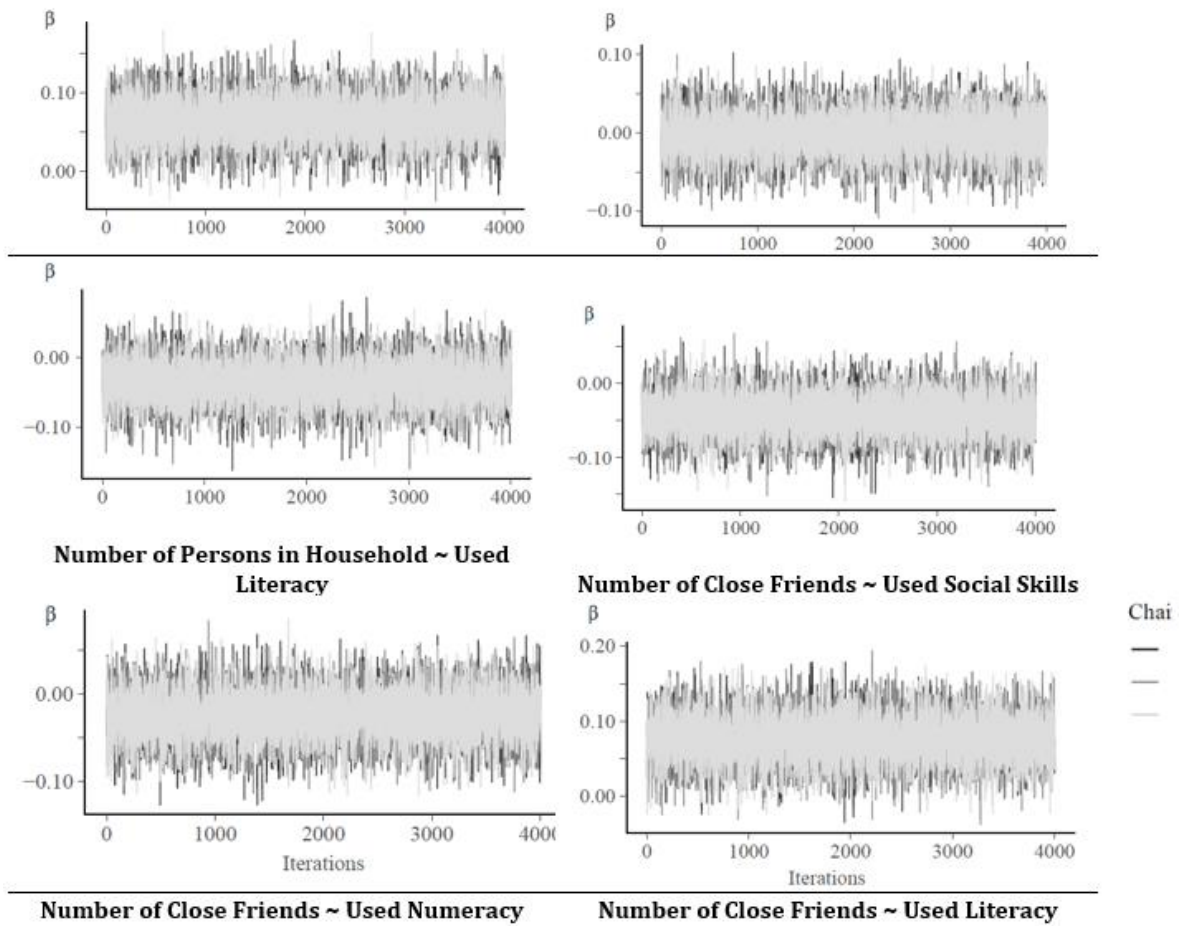 β
β
0.10
0.00
0 1000 2000 3000 4000
0.10
0.00
−0.10
0 1000 2000 3000 4000
β
β
0.00
−0.10
0 1000 2000 3000 4000
0.00
−0.10
0 1000 2000 3000 4000
Number of Persons in Household ~ Used
Literacy
Number of Close Friends ~ Used Social Skills
β
β
0.00
−0.10
0 1000 2000 3000 4000
Iterations
0.20
0.10
0.00
0 1000 2000 3000 4000
Iterations
Chai
Number of Close Friends ~ Used Numeracy
Number of Close Friends ~ Used Literacy